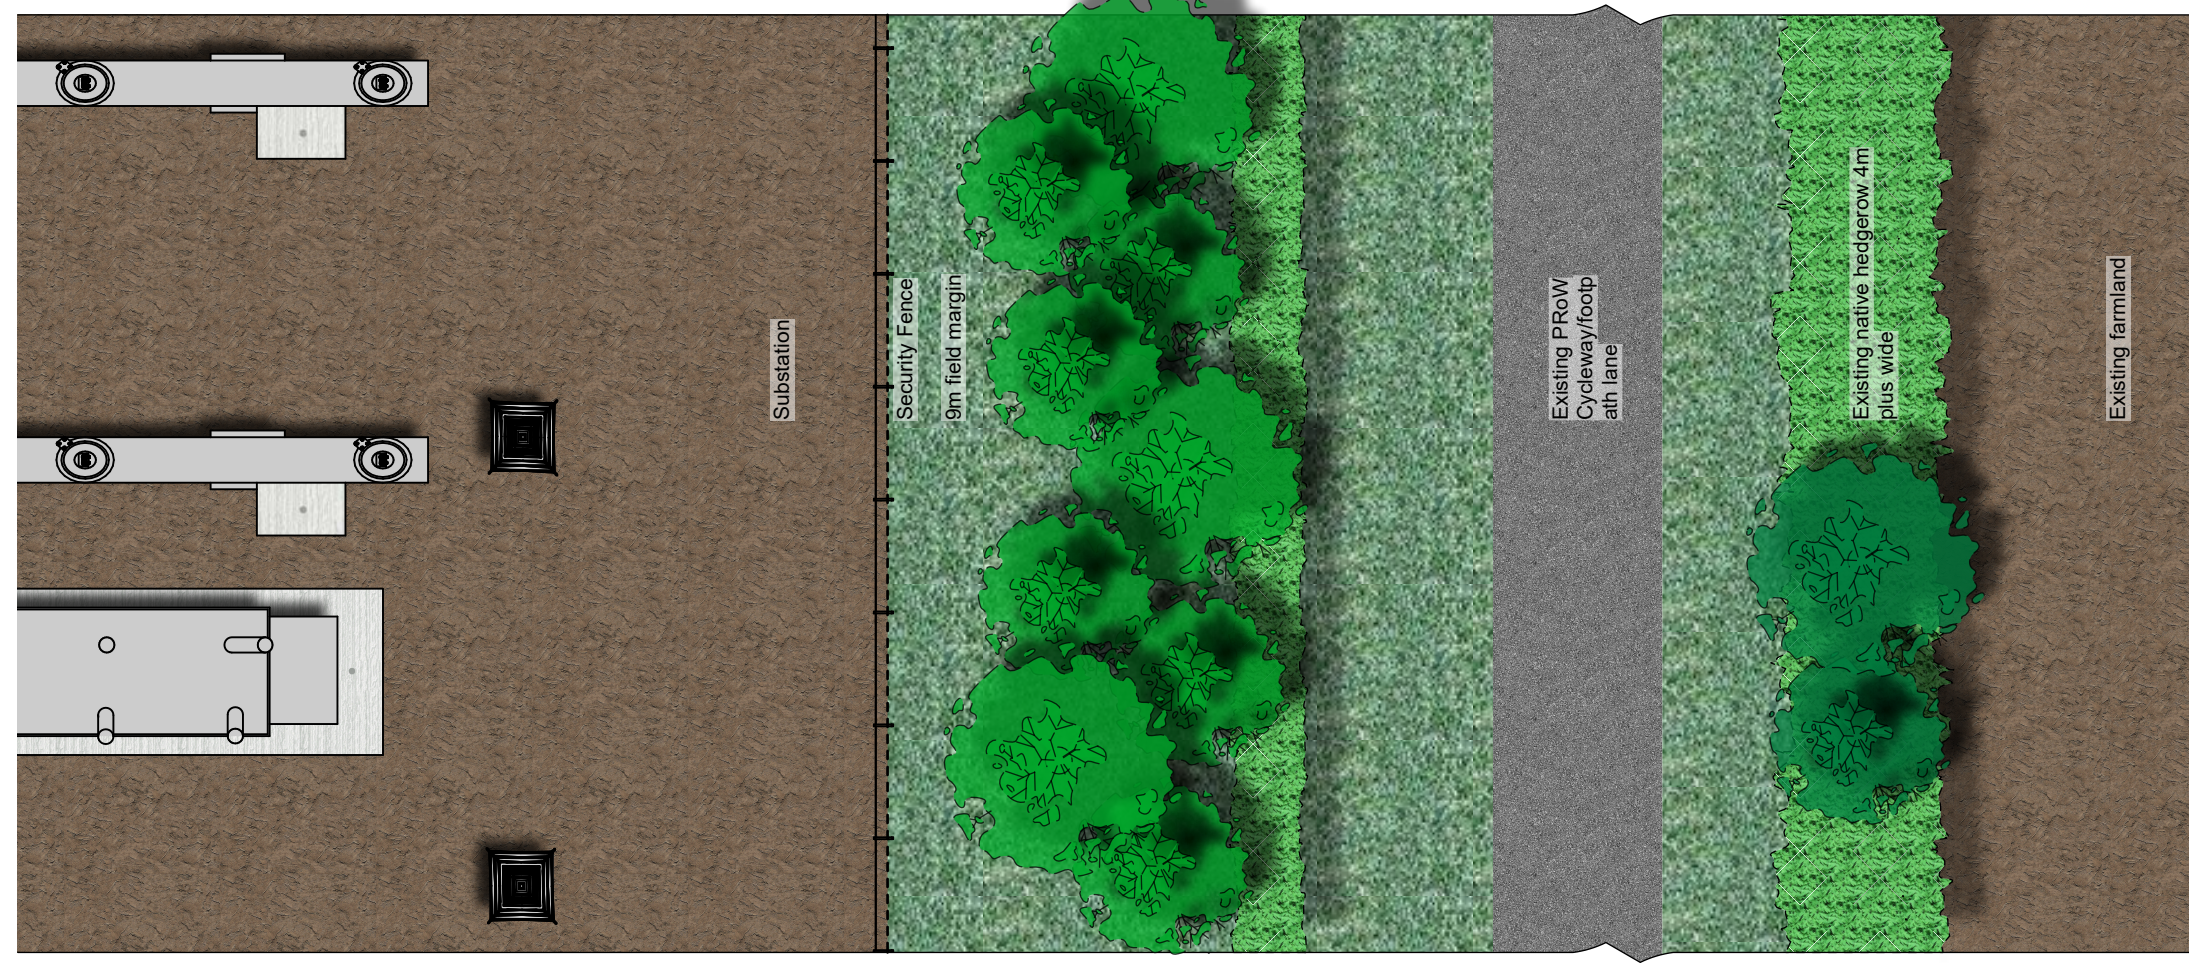 Substation
Security Fence
9m field margin
Existing PRoW
Cycleway/footp
ath lane
Existing native hedgerow 4m
plus wide
Existing farmland